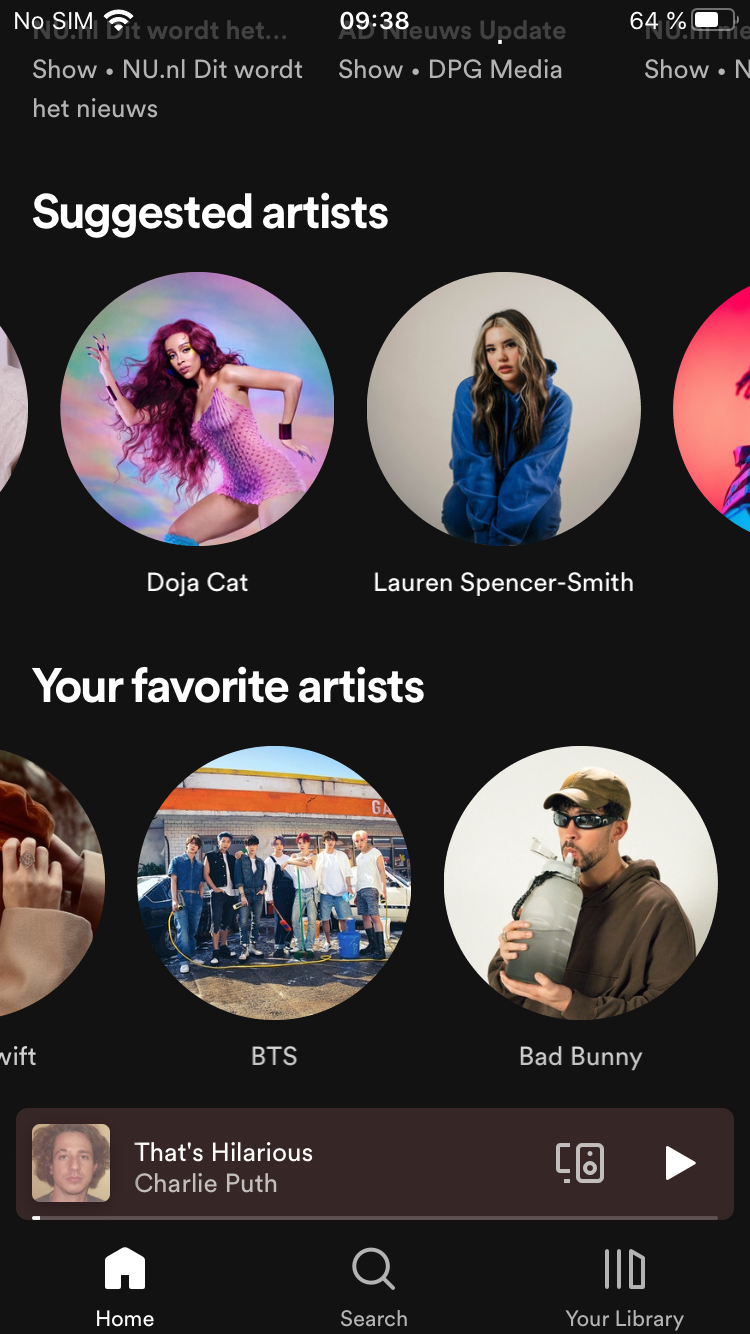 No SIM 09:38 64 %
NU.nl Dit wordt het... AD Nieuws Update NU.nl
Show • NU.nl Dit wordt Show • DPG Media Show • N
het nieuws
Suggested artists
Doja Cat Lauren Spencer-Smith
Your favorite artists
GA
wift BTS Bad Bunny
That's Hilarious
Charlie Puth
Home Search Your Library